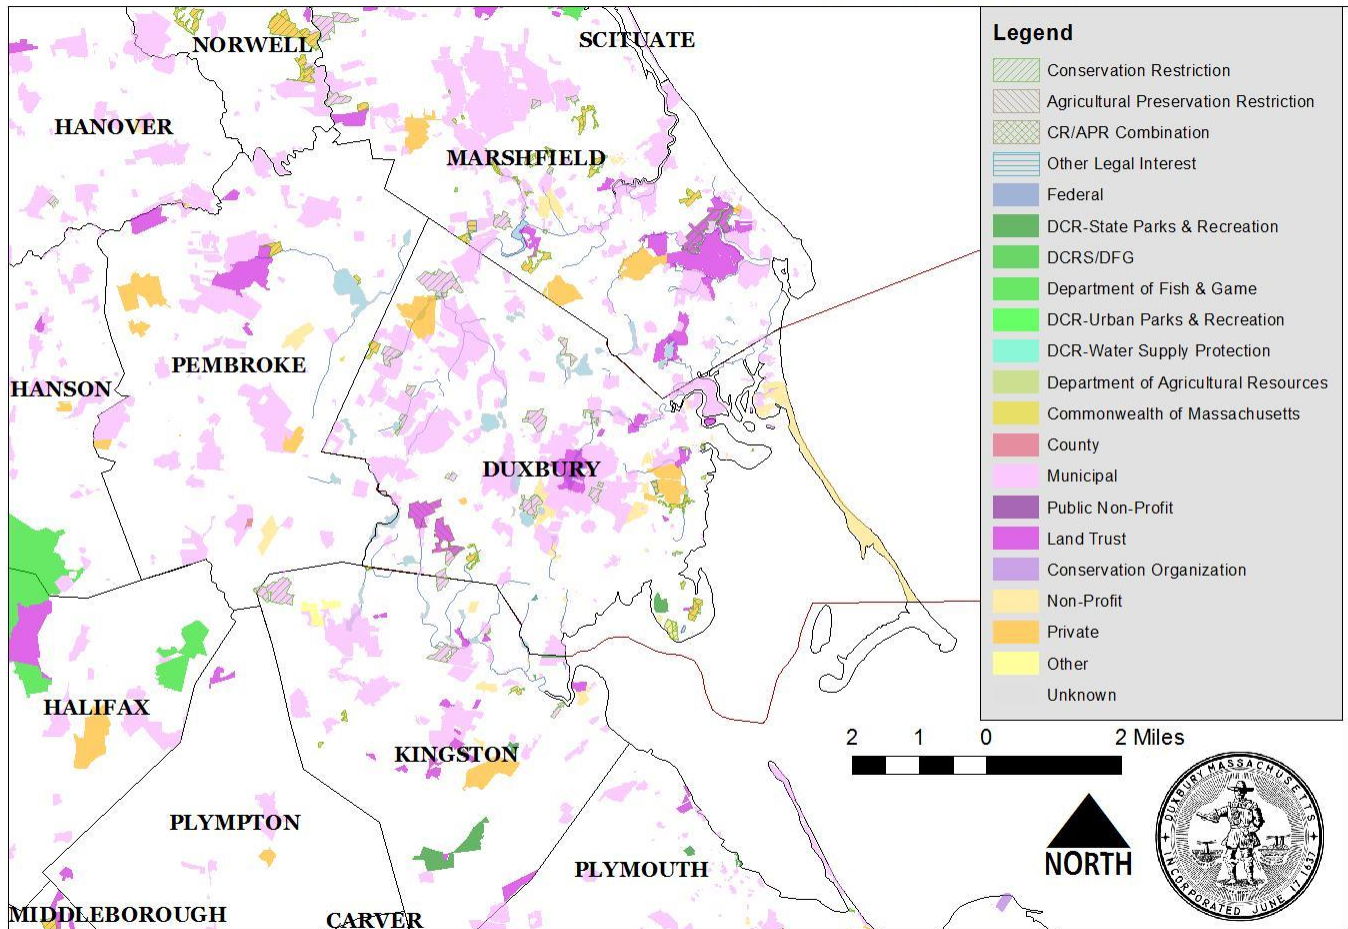 NORWELL
SCITUATE
HANOVER
MARSHFIELD
PEMBROKE
HANSON
DUXBURY
HALIFAX
KINGSTON
PLYMPTON
PLYMOUTH
MIDDLEBOROUGH
CARVER
Legend
Conservation Restriction
Agricultural Preservation Restriction
CR/APR Combination
Other Legal Interest
Federal
DCR-State Parks & Recreation
DCRS/DFG
Department of Fish & Game
DCR-Urban Parks & Recreation
DCR-Water Supply Protection
Department of Agricultural Resources
Commonwealth of Massachusetts
County
Municipal
Public Non-Profit
Land Trust
Conservation Organization
Non-Profit
Private
Other
Unknown
2 1 0 2 Miles
NORTH
DUXBURY MASSACHUSETTS
INCORPORATED JUNE 17 1637